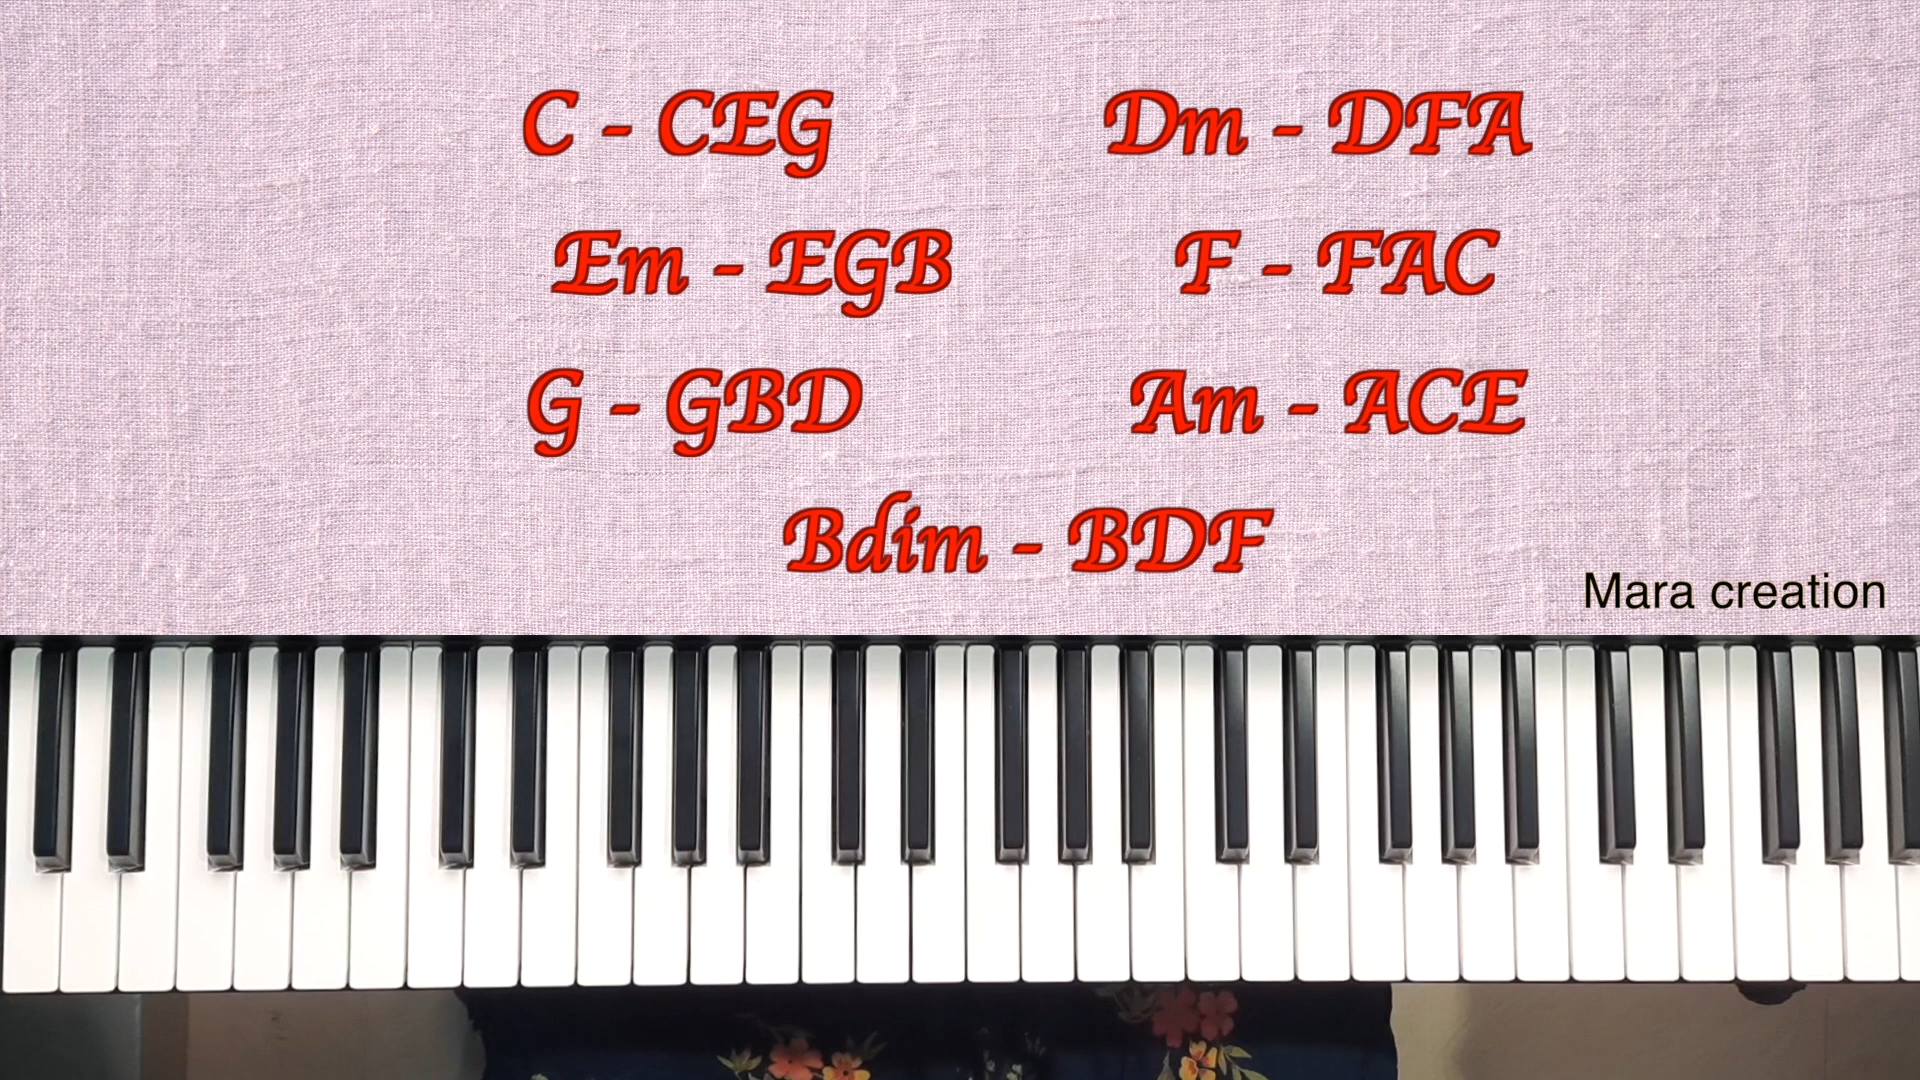 C - CEG Dm - DFA
Em - EGB F - FAC
G - GBD Am - ACE
Bdim - BDF
Mara creation